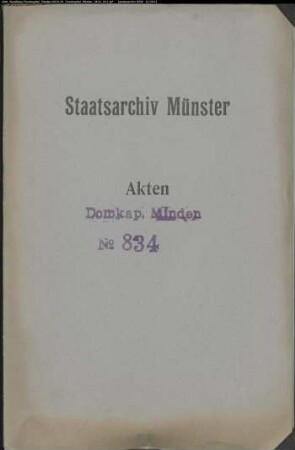 Staatsarchiv Münster
Akten
Domkap. Minden
№ 834